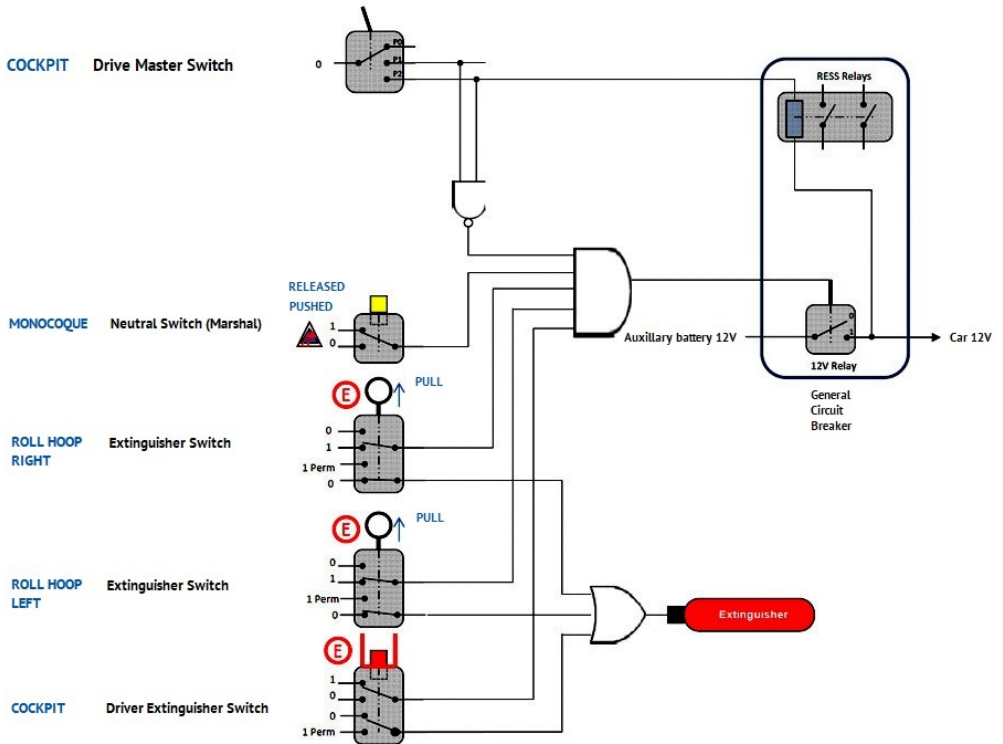 COCKPIT Drive Master Switch
0
P0
P1
P2
RESS Relays
RELEASED
PUSHED
MONOCOQUE Neutral Switch (Marshal)
1
0
Auxillary battery 12V
0
1
Car 12V
12V Relay
General
Circuit
Breaker
E
PULL
ROLL HOOP
RIGHT
Extinguisher Switch
0
1
1 Perm
0
E
PULL
ROLL HOOP
LEFT
Extinguisher Switch
0
1
1 Perm
0
Extinguisher
E
COCKPIT Driver Extinguisher Switch
1
0
0
1 Perm